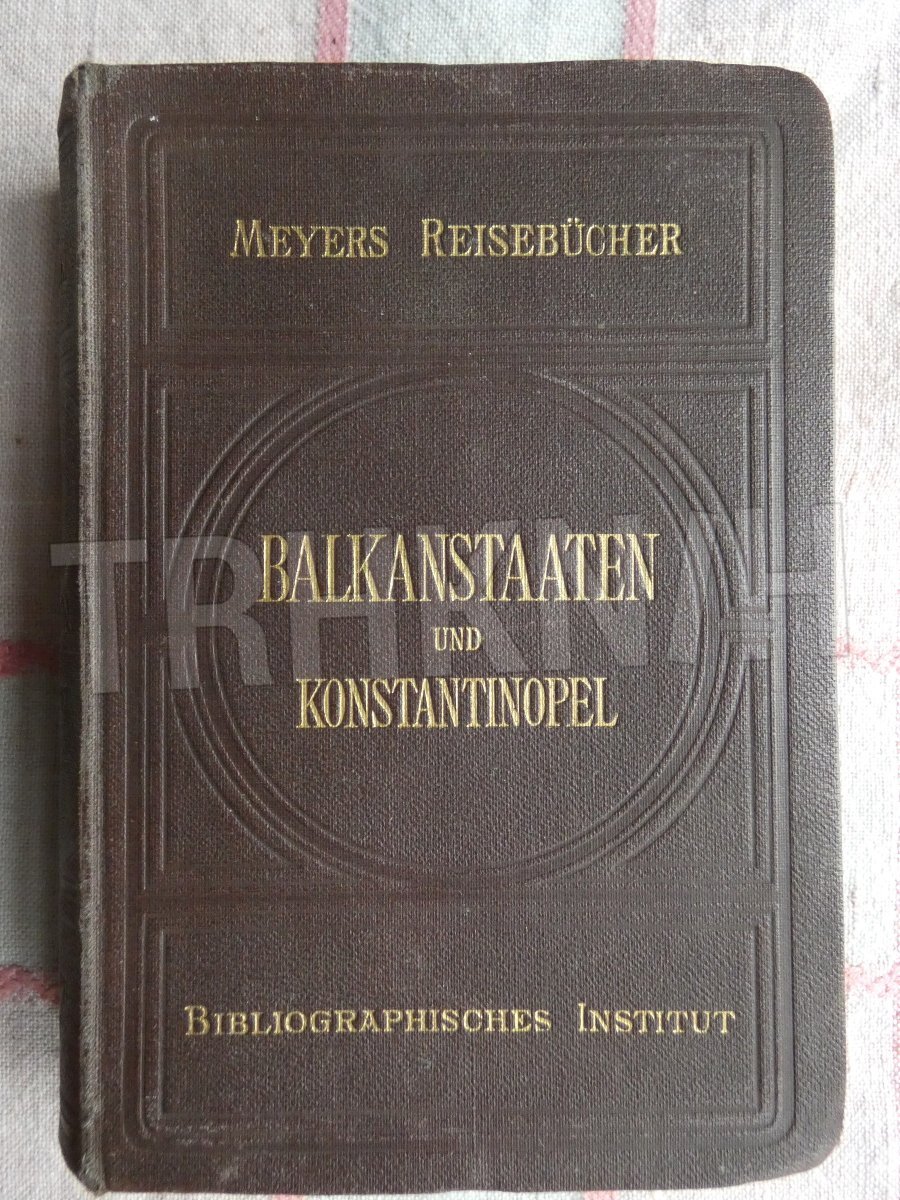 MEYERS REISEBÜCHER
BALKANSTAATEN
UND
KONSTANTINOPEL
BIBLIOGRAPHISCHES INSTITUT